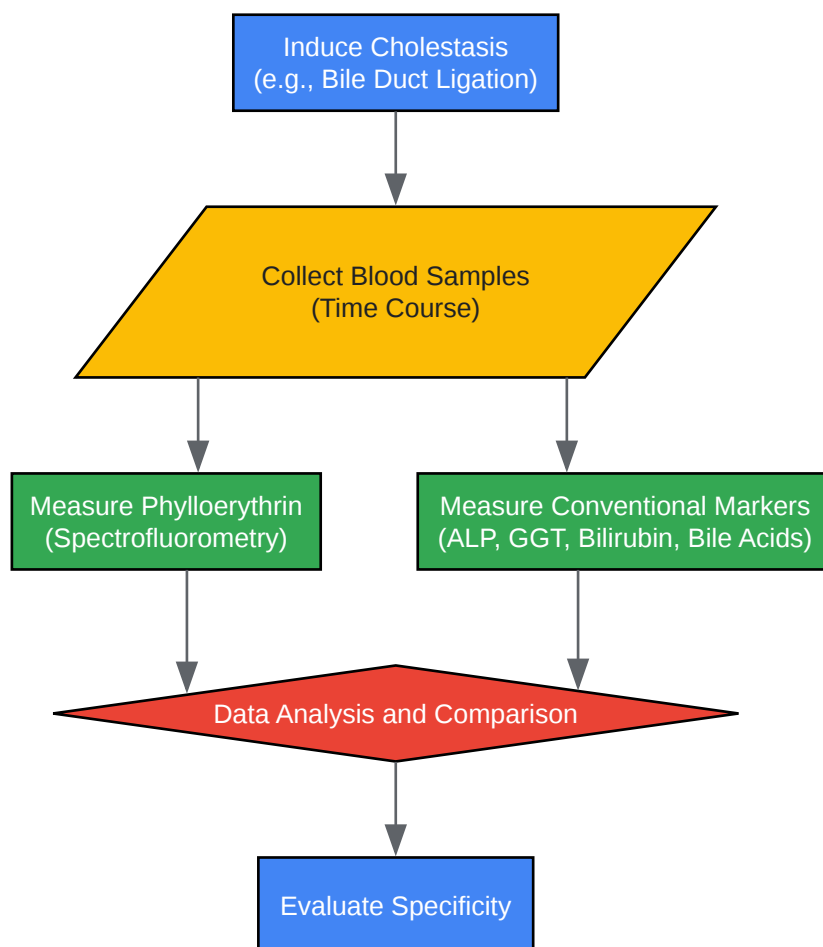 Induce Cholestasis
(e.g., Bile Duct Ligation)
Collect Blood Samples
(Time Course)
Measure Phylloerythrin
(Spectrofluorometry)
Measure Conventional Markers
(ALP, GGT, Bilirubin, Bile Acids)
Data Analysis and Comparison
Evaluate Specificity